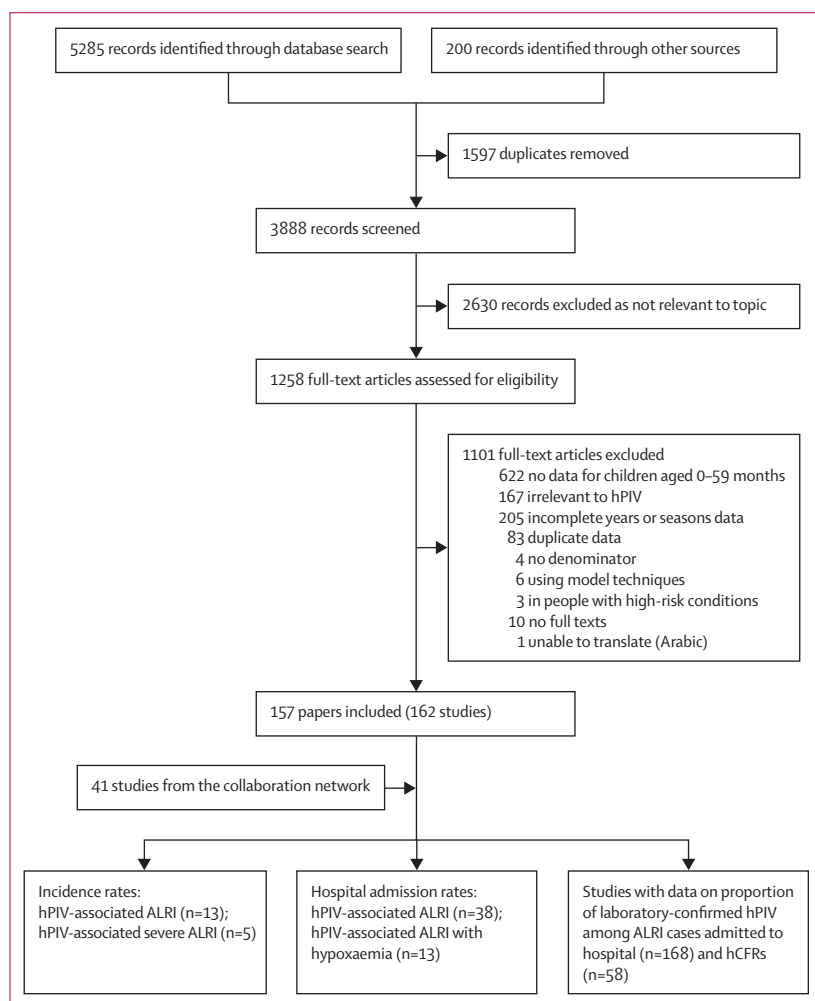 5285 records identified through database search
200 records identified through other sources
1597 duplicates removed
3888 records screened
2630 records excluded as not relevant to topic
1258 full-text articles assessed for eligibility
1101 full-text articles excluded
622 no data for children aged 0–59 months
167 irrelevant to hPIV
205 incomplete years or seasons data
83 duplicate data
4 no denominator
6 using model techniques
3 in people with high-risk conditions
10 no full texts
1 unable to translate (Arabic)
157 papers included (162 studies)
41 studies from the collaboration network
Incidence rates:
hPIV-associated ALRI (n=13);
hPIV-associated severe ALRI (n=5)
Hospital admission rates:
hPIV-associated ALRI (n=38);
hPIV-associated ALRI with
hypoxaemia (n=13)
Studies with data on proportion
of laboratory-confirmed hPIV
among ALRI cases admitted to
hospital (n=168) and hCFRs
(n=58)